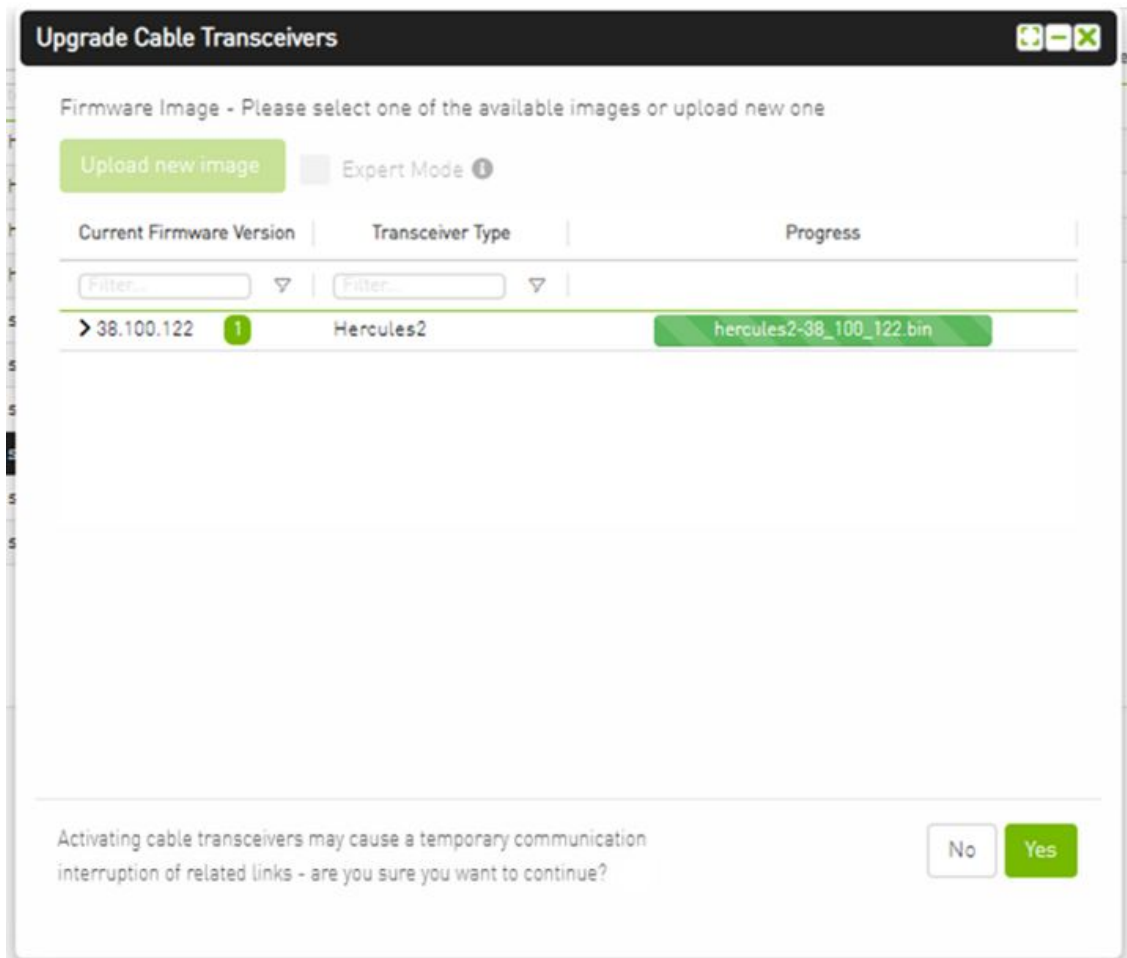 Upgrade Cable Transceivers
Firmware Image - Please select one of the available images or upload new one
Upload new image
Expert Mode
Current Firmware Version
Transceiver Type
Progress
Filter...
Filter...
38.100.122
1
Hercules2
hercules2-38_100_122.bin
Activating cable transceivers may cause a temporary communication
interruption of related links - are you sure you want to continue?
No
Yes